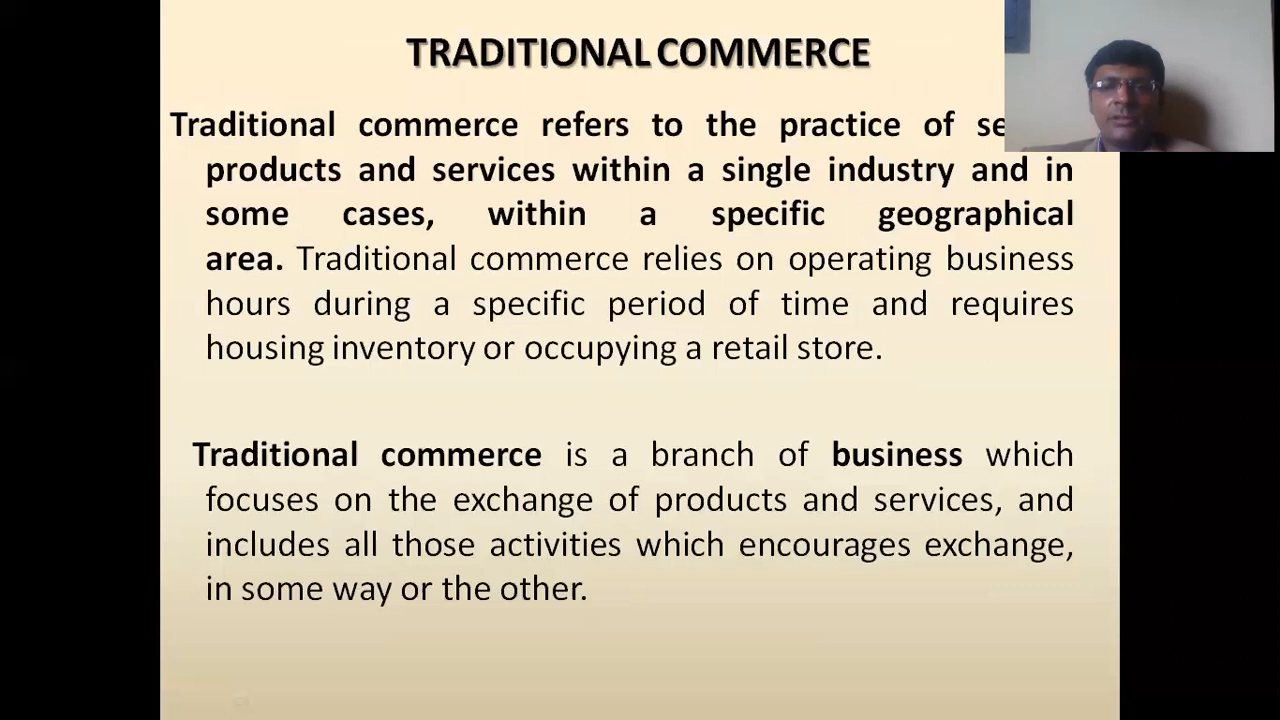 TRADITIONAL COMMERCE
Traditional commerce refers to the practice of
products and services within a single industry and in
some cases, within a specific geographical
area. Traditional commerce relies on operating business
hours during a specific period of time and requires
housing inventory or occupying a retail store.
Traditional commerce is a branch of business which
focuses on the exchange of products and services, and
includes all those activities which encourages exchange,
in some way or the other.